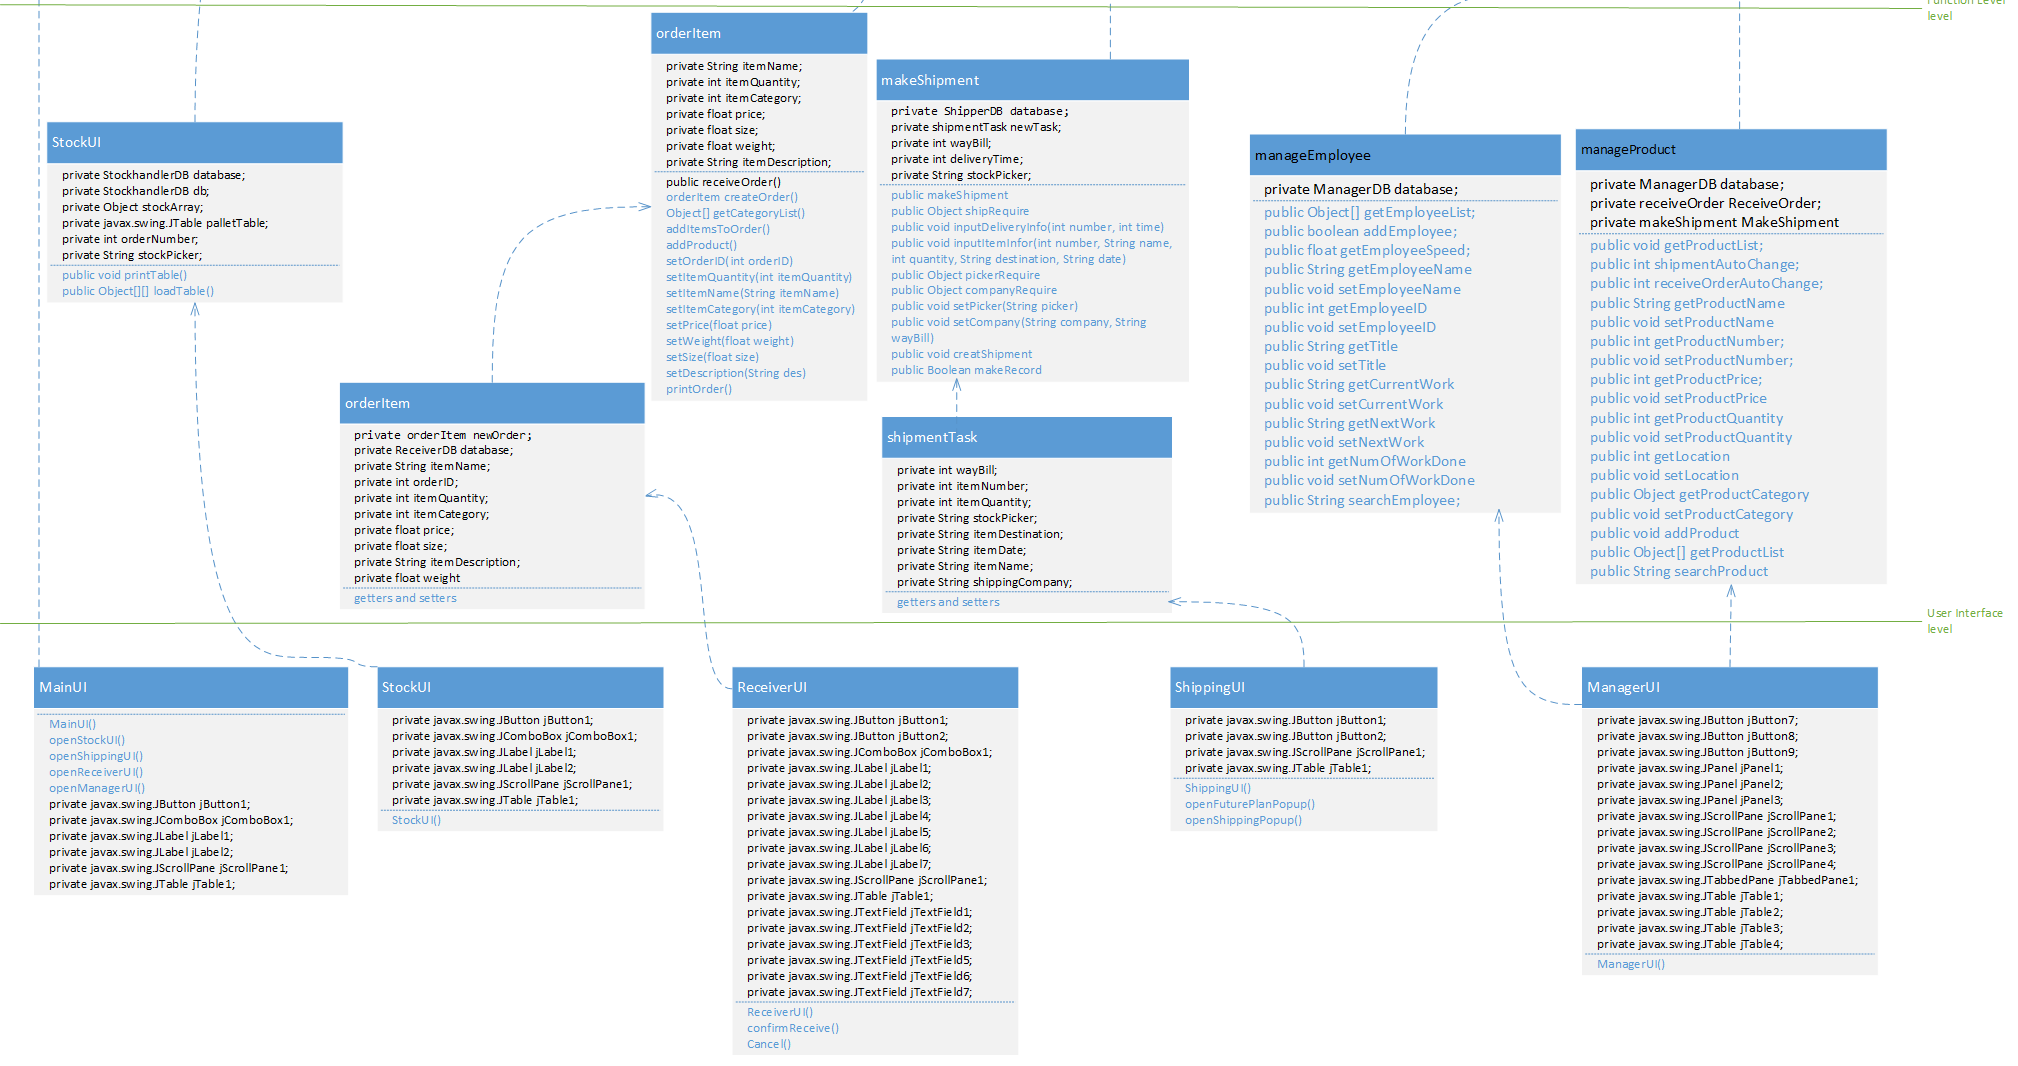 Function Level
level
orderItem
private String itemName;
private int itemQuantity;
private int itemCategory;
private float price;
private float size;
private float weight;
private String itemDescription;
public receiveOrder()
orderItem createOrder()
Object[] getCategoryList()
addItemsToOrder()
addProduct()
setOrderID(int orderID)
setItemQuantity(int itemQuantity)
setItemName(String itemName)
setItemCategory(int itemCategory)
setPrice(float price)
setWeight(float weight)
setSize(float size)
setDescription(String des)
printOrder()
makeShipment
private ShipperDB database;
private shipmentTask newTask;
private int wayBill;
private int deliveryTime;
private String stockPicker;
public makeShipment
public Object shipRequire
public void inputDeliveryInfo(int number, int time)
public void inputItemInfor(int number, String name,
int quantity, String destination, String date)
public Object pickerRequire
public Object companyRequire
public void setPicker(String picker)
public void setCompany(String company, String
wayBill)
public void creatShipment
public Boolean makeRecord
StockUI
private StockhandlerDB database;
private StockhandlerDB db;
private Object stockArray;
private javax.swing.JTable palletTable;
private int orderNumber;
private String stockPicker;
public void printTable()
public Object[][] loadTable()
manageEmployee
private ManagerDB database;
public Object[] getEmployeeList;
public boolean addEmployee;
public float getEmployeeSpeed;
public String getEmployeeName
public void setEmployeeName
public int getEmployeeID
public void setEmployeeID
public String getTitle
public void setTitle
public String getCurrentWork
public void setCurrentWork
public String getNextWork
public void setNextWork
public int getNumOfWorkDone
public void setNumOfWorkDone
public String searchEmployee;
manageProduct
private ManagerDB database;
private receiveOrder ReceiveOrder;
private makeShipment MakeShipment
public void getProductList;
public int shipmentAutoChange;
public int receiveOrderAutoChange;
public String getProductName
public void setProductName
public int getProductNumber;
public void setProductNumber;
public int getProductPrice;
public void setProductPrice
public int getProductQuantity
public void setProductQuantity
public int getLocation
public void setLocation
public Object getProductCategory
public void setProductCategory
public void addProduct
public Object[] getProductList
public String searchProduct
orderItem
private orderItem newOrder;
private ReceiverDB database;
private String itemName;
private int orderID;
private int itemQuantity;
private int itemCategory;
private float price;
private float size;
private String itemDescription;
private float weight
getters and setters
shipmentTask
private int wayBill;
private int itemNumber;
private int itemQuantity;
private String stockPicker;
private String itemDestination;
private String itemDate;
private String itemName;
private String shippingCompany;
getters and setters
User Interface
level
MainUI
MainUI()
openStockUI()
openShippingUI()
openReceiverUI()
openManagerUI()
private javax.swing.JButton jButton1;
private javax.swing.JComboBox jComboBox1;
private javax.swing.JLabel jLabel1;
private javax.swing.JLabel jLabel2;
private javax.swing.JScrollPane jScrollPane1;
private javax.swing.JTable jTable1;
StockUI
private javax.swing.JButton jButton1;
private javax.swing.JComboBox jComboBox1;
private javax.swing.JLabel jLabel1;
private javax.swing.JLabel jLabel2;
private javax.swing.JScrollPane jScrollPane1;
private javax.swing.JTable jTable1;
StockUI()
ReceiverUI
private javax.swing.JButton jButton1;
private javax.swing.JButton jButton2;
private javax.swing.JComboBox jComboBox1;
private javax.swing.JLabel jLabel1;
private javax.swing.JLabel jLabel2;
private javax.swing.JLabel jLabel3;
private javax.swing.JLabel jLabel4;
private javax.swing.JLabel jLabel5;
private javax.swing.JLabel jLabel6;
private javax.swing.JLabel jLabel7;
private javax.swing.JScrollPane jScrollPane1;
private javax.swing.JTable jTable1;
private javax.swing.JTextField jTextField1;
private javax.swing.JTextField jTextField2;
private javax.swing.JTextField jTextField3;
private javax.swing.JTextField jTextField5;
private javax.swing.JTextField jTextField6;
private javax.swing.JTextField jTextField7;
ReceiverUI()
confirmReceive()
Cancel()
ShippingUI
private javax.swing.JButton jButton1;
private javax.swing.JButton jButton2;
private javax.swing.JScrollPane jScrollPane1;
private javax.swing.JTable jTable1;
ShippingUI()
openFuturePlanPopup()
openShippingPopup()
ManagerUI
private javax.swing.JButton jButton7;
private javax.swing.JButton jButton8;
private javax.swing.JButton jButton9;
private javax.swing.JPanel jPanel1;
private javax.swing.JPanel jPanel2;
private javax.swing.JPanel jPanel3;
private javax.swing.JScrollPane jScrollPane1;
private javax.swing.JScrollPane jScrollPane2;
private javax.swing.JScrollPane jScrollPane3;
private javax.swing.JScrollPane jScrollPane4;
private javax.swing.JTabbedPane jTabbedPane1;
private javax.swing.JTable jTable1;
private javax.swing.JTable jTable2;
private javax.swing.JTable jTable3;
private javax.swing.JTable jTable4;
ManagerUI()